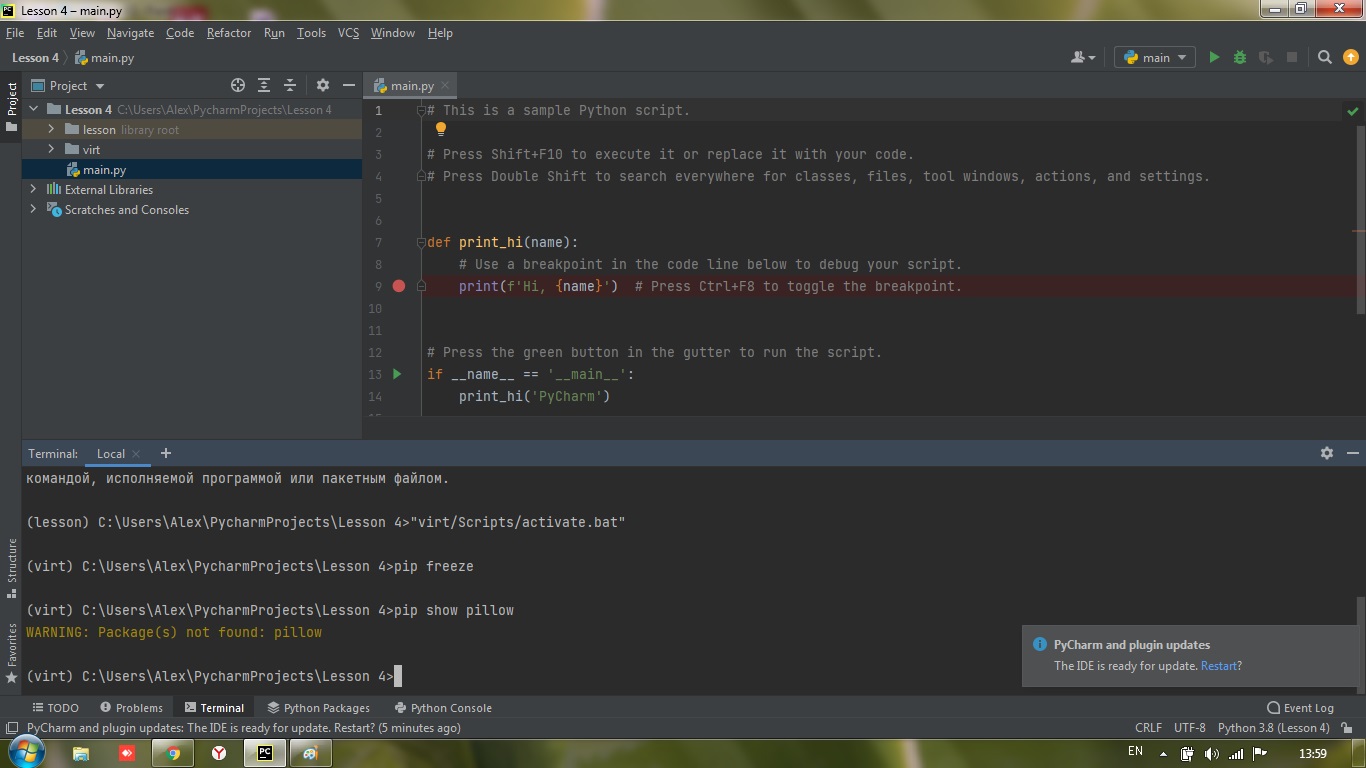 Lesson 4 – main.py
File Edit View Navigate Code Refactor Run Tools VCS Window Help
Lesson 4 main.py main
Project
main.py
Project
Lesson 4 C:\Users\Alex\PycharmProjects\Lesson 4
lesson library root
virt
main.py
External Libraries
Scratches and Consoles
1 # This is a sample Python script.
2
3 # Press Shift+F10 to execute it or replace it with your code.
4 # Press Double Shift to search everywhere for classes, files, tool windows, actions, and settings.
5
6
7 def print_hi(name):
8 # Use a breakpoint in the code line below to debug your script.
9 print(f'Hi, {name}') # Press Ctrl+F8 to toggle the breakpoint.
10
11
12 # Press the green button in the gutter to run the script.
13 if __name__ == '__main__':
14 print_hi('PyCharm')
Terminal: Local
командой, исполняемой программой или пакетным файлом.
(lesson) C:\Users\Alex\PycharmProjects\Lesson 4>"virt/Scripts/activate.bat"
(virt) C:\Users\Alex\PycharmProjects\Lesson 4>pip freeze
(virt) C:\Users\Alex\PycharmProjects\Lesson 4>pip show pillow
WARNING: Package(s) not found: pillow
(virt) C:\Users\Alex\PycharmProjects\Lesson 4>
Structure
Favorites
PyCharm and plugin updates
The IDE is ready for update. Restart?
TODO Problems Terminal Python Packages Python Console Event Log
PyCharm and plugin updates: The IDE is ready for update. Restart? (5 minutes ago) CRLF UTF-8 Python 3.8 (Lesson 4)
PC EN 13:59